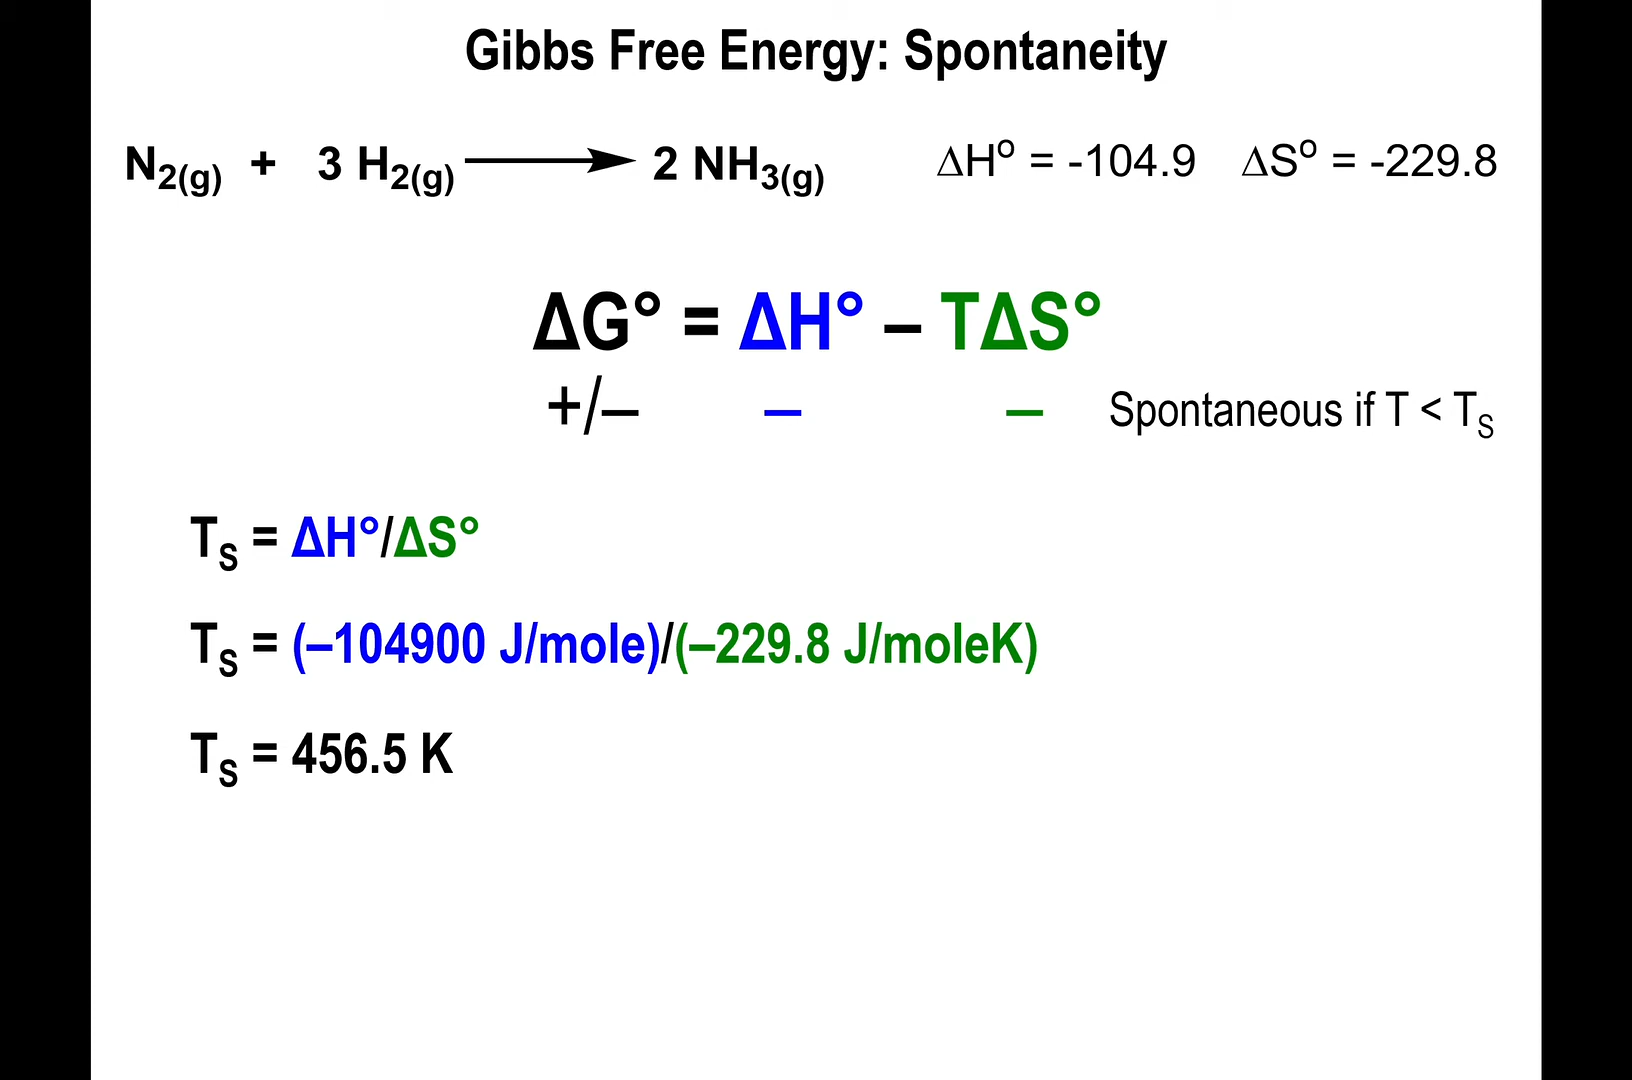 Gibbs Free Energy: Spontaneity
N2(g) + 3 H2(g) ⟶ 2 NH3(g) ΔHº = -104.9 ΔSº = -229.8
ΔG° = ΔH° – TΔS°
+/– – – Spontaneous if T < TS
TS = ΔH°/ΔS°
TS = (–104900 J/mole)/(–229.8 J/moleK)
TS = 456.5 K